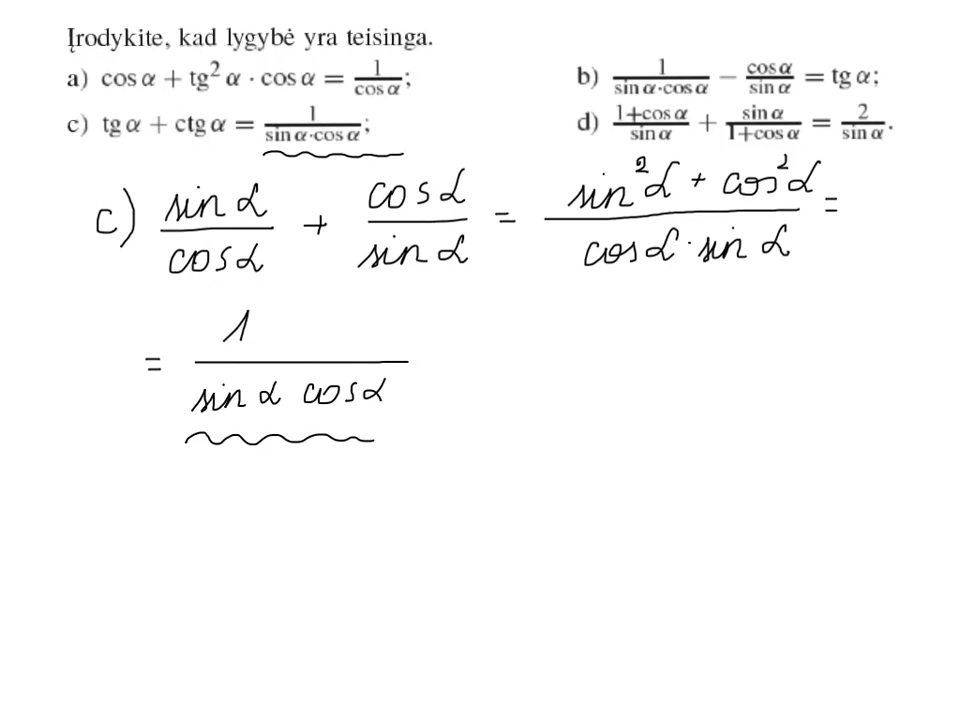 Įrodykite, kad lygybė yra teisinga.
a) cos α + tg² α · cos α = 1/cos α;
b) 1/(sin α·cos α) − cos α/sin α = tg α;
c) tg α + ctg α = 1/(sin α·cos α);
d) (1+cos α)/sin α + sin α/(1+cos α) = 2/sin α.
c) sin α/cos α + cos α/sin α = (sin² α + cos² α)/(cos α · sin α) =
= 1/(sin α cos α)